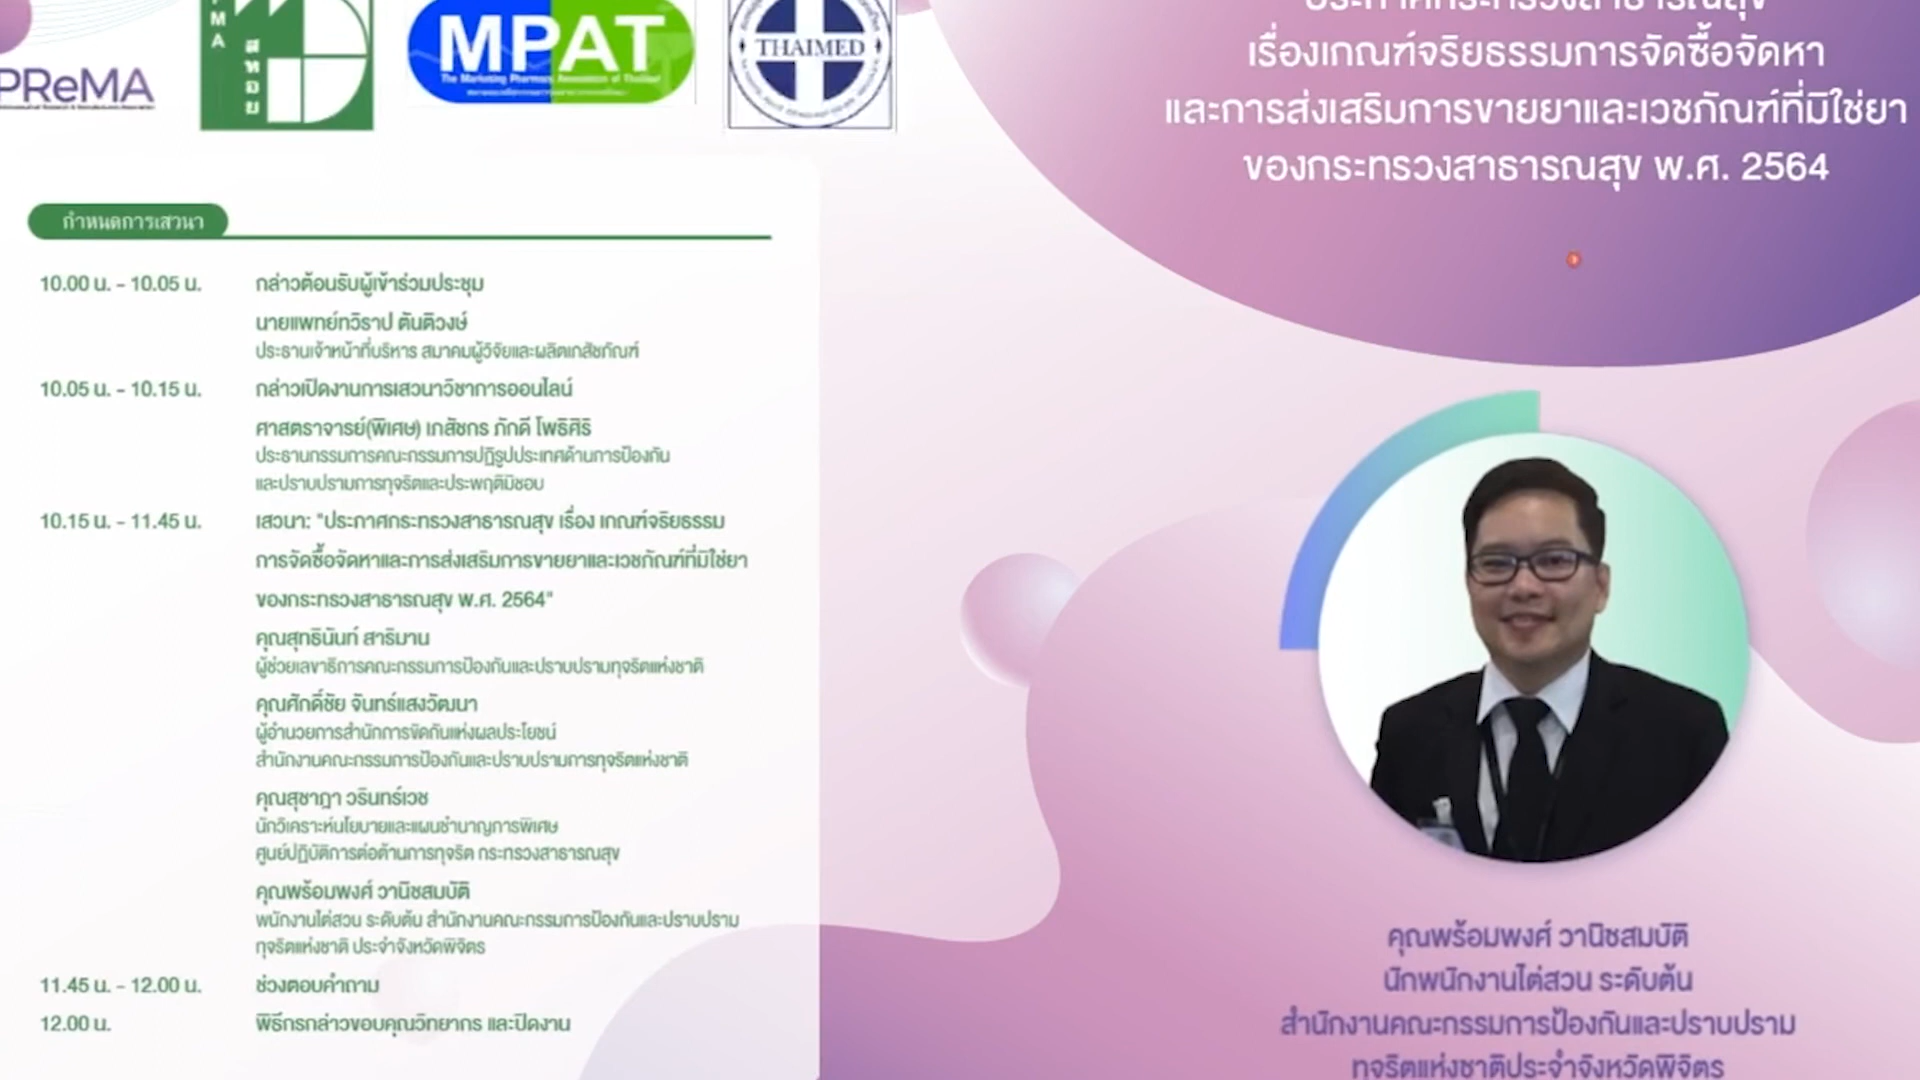 PReMA
MA
สหอย
MPAT
The Marketing Pharmacy Association of Thailand
THAIMED
ประกาศกระทรวงสาธารณสุข
เรื่องเกณฑ์จริยธรรมการจัดซื้อจัดหา
และการส่งเสริมการขายยาและเวชภัณฑ์ที่มิใช่ยา
ของกระทรวงสาธารณสุข พ.ศ. 2564
กำหนดการเสวนา
10.00 น. - 10.05 น. กล่าวต้อนรับผู้เข้าร่วมประชุม
นายแพทย์ทวิราป ตันติวงษ์
ประธานเจ้าหน้าที่บริหาร สมาคมผู้วิจัยและผลิตเภสัชภัณฑ์
10.05 น. - 10.15 น. กล่าวเปิดงานการเสวนาวิชาการออนไลน์
ศาสตราจารย์(พิเศษ) เภสัชกร ภักดี โพธิศิริ
ประธานกรรมการคณะกรรมการปฏิรูปประเทศด้านการป้องกัน
และปราบปรามการทุจริตและประพฤติมิชอบ
10.15 น. - 11.45 น. เสวนา: "ประกาศกระทรวงสาธารณสุข เรื่อง เกณฑ์จริยธรรม
การจัดซื้อจัดหาและการส่งเสริมการขายยาและเวชภัณฑ์ที่มิใช่ยา
ของกระทรวงสาธารณสุข พ.ศ. 2564"
คุณสุทธินันท์ สาริมาน
ผู้ช่วยเลขาธิการคณะกรรมการป้องกันและปราบปรามทุจริตแห่งชาติ
คุณศักดิ์ชัย จันทร์แสงวัฒนา
ผู้อำนวยการสำนักการขัดกันแห่งผลประโยชน์
สำนักงานคณะกรรมการป้องกันและปราบปรามการทุจริตแห่งชาติ
คุณสุชาฎา วรินทร์เวช
นักวิเคราะห์นโยบายและแผนชำนาญการพิเศษ
ศูนย์ปฏิบัติการต่อต้านการทุจริต กระทรวงสาธารณสุข
คุณพร้อมพงศ์ วานิชสมบัติ
พนักงานไต่สวน ระดับต้น สำนักงานคณะกรรมการป้องกันและปราบปราม
ทุจริตแห่งชาติ ประจำจังหวัดพิจิตร
11.45 น. - 12.00 น. ช่วงตอบคำถาม
12.00 น. พิธีกรกล่าวขอบคุณวิทยากร และปิดงาน
คุณพร้อมพงศ์ วานิชสมบัติ
นักพนักงานไต่สวน ระดับต้น
สำนักงานคณะกรรมการป้องกันและปราบปราม
ทุจริตแห่งชาติประจำจังหวัดพิจิตร